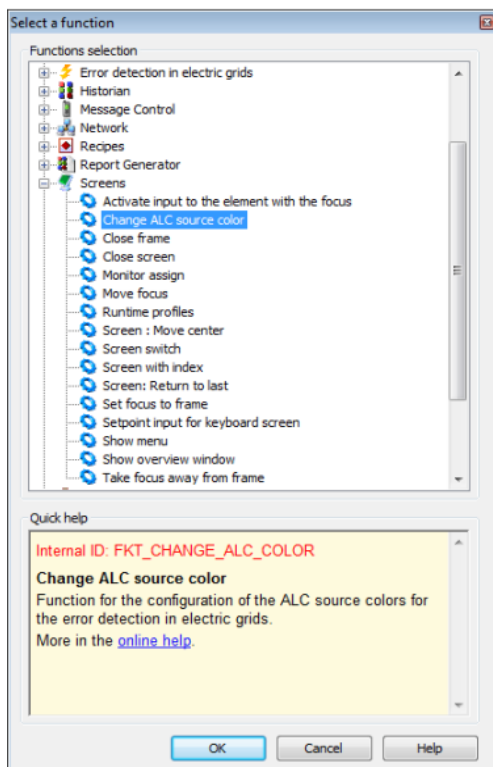 Select a function
Functions selection
Error detection in electric grids
Historian
Message Control
Network
Recipes
Report Generator
Screens
Activate input to the element with the focus
Change ALC source color
Close frame
Close screen
Monitor assign
Move focus
Runtime profiles
Screen : Move center
Screen switch
Screen with index
Screen: Return to last
Set focus to frame
Setpoint input for keyboard screen
Show menu
Show overview window
Take focus away from frame
Quick help
Internal ID: FKT_CHANGE_ALC_COLOR
Change ALC source color
Function for the configuration of the ALC source colors for
the error detection in electric grids.
More in the online help.
OK Cancel Help